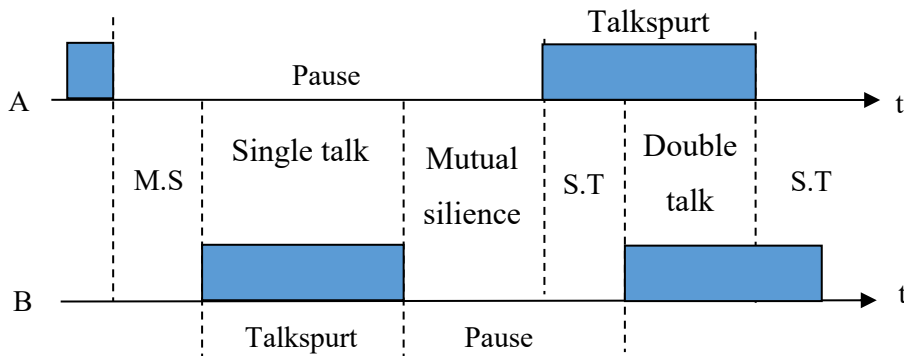 Talkspurt
Pause
A
t
Single talk
Mutual
silience
Double
talk
M.S
S.T
S.T
B
t
Talkspurt
Pause